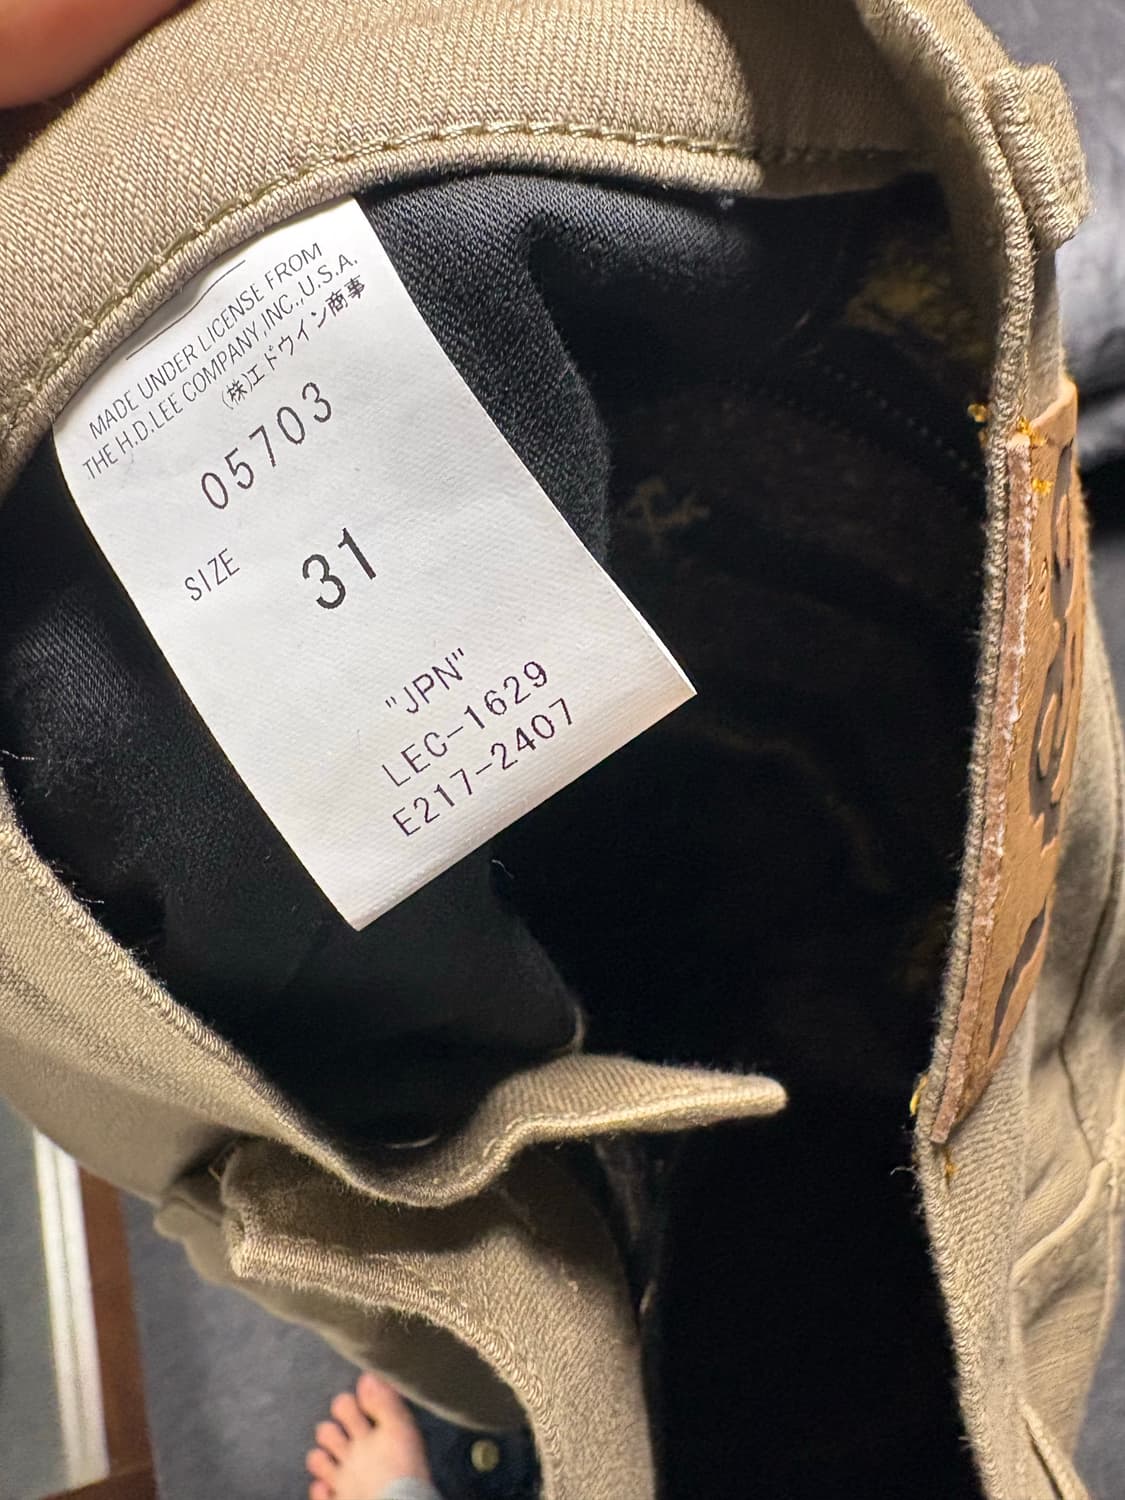 MADE UNDER LICENSE FROM
THE H.D.LEE COMPANY,INC.,U.S.A.
(株)エドウイン商事
05703
SIZE 31
"JPN"
LEC-1629
E217-2407
Lee